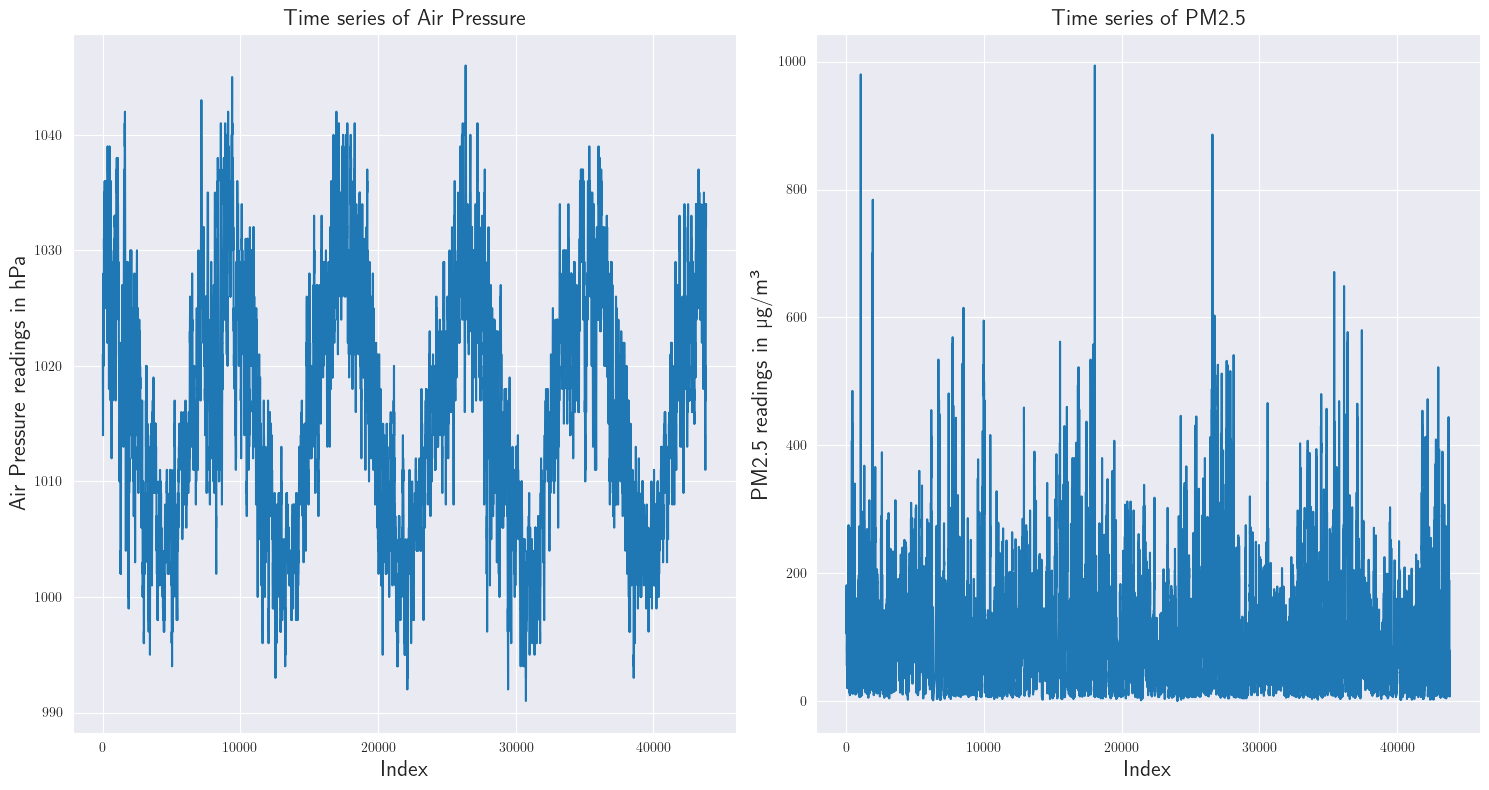 Time series of Air Pressure
Air Pressure readings in hPa
1040
1030
1020
1010
1000
990
0 10000 20000 30000 40000
Index
Time series of PM2.5
PM2.5 readings in µg/m³
1000
800
600
400
200
0
0 10000 20000 30000 40000
Index